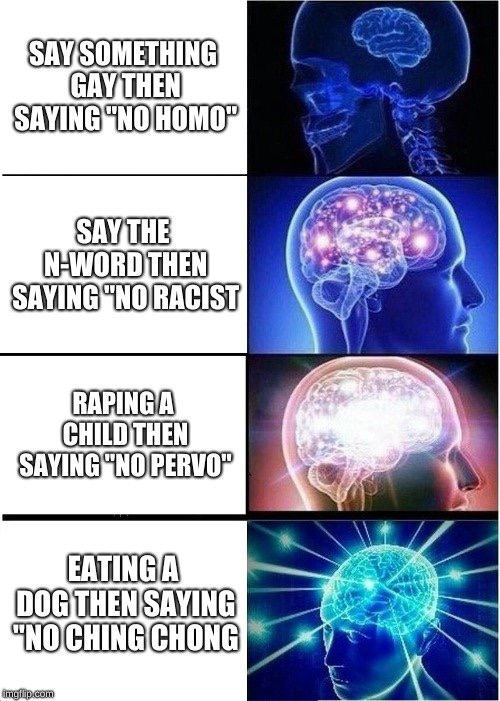 SAY SOMETHING
GAY THEN
SAYING "NO HOMO"
SAY THE
N-WORD THEN
SAYING "NO RACIST
RAPING A
CHILD THEN
SAYING "NO PERVO"
EATING A
DOG THEN SAYING
"NO CHING CHONG
imgflip.com